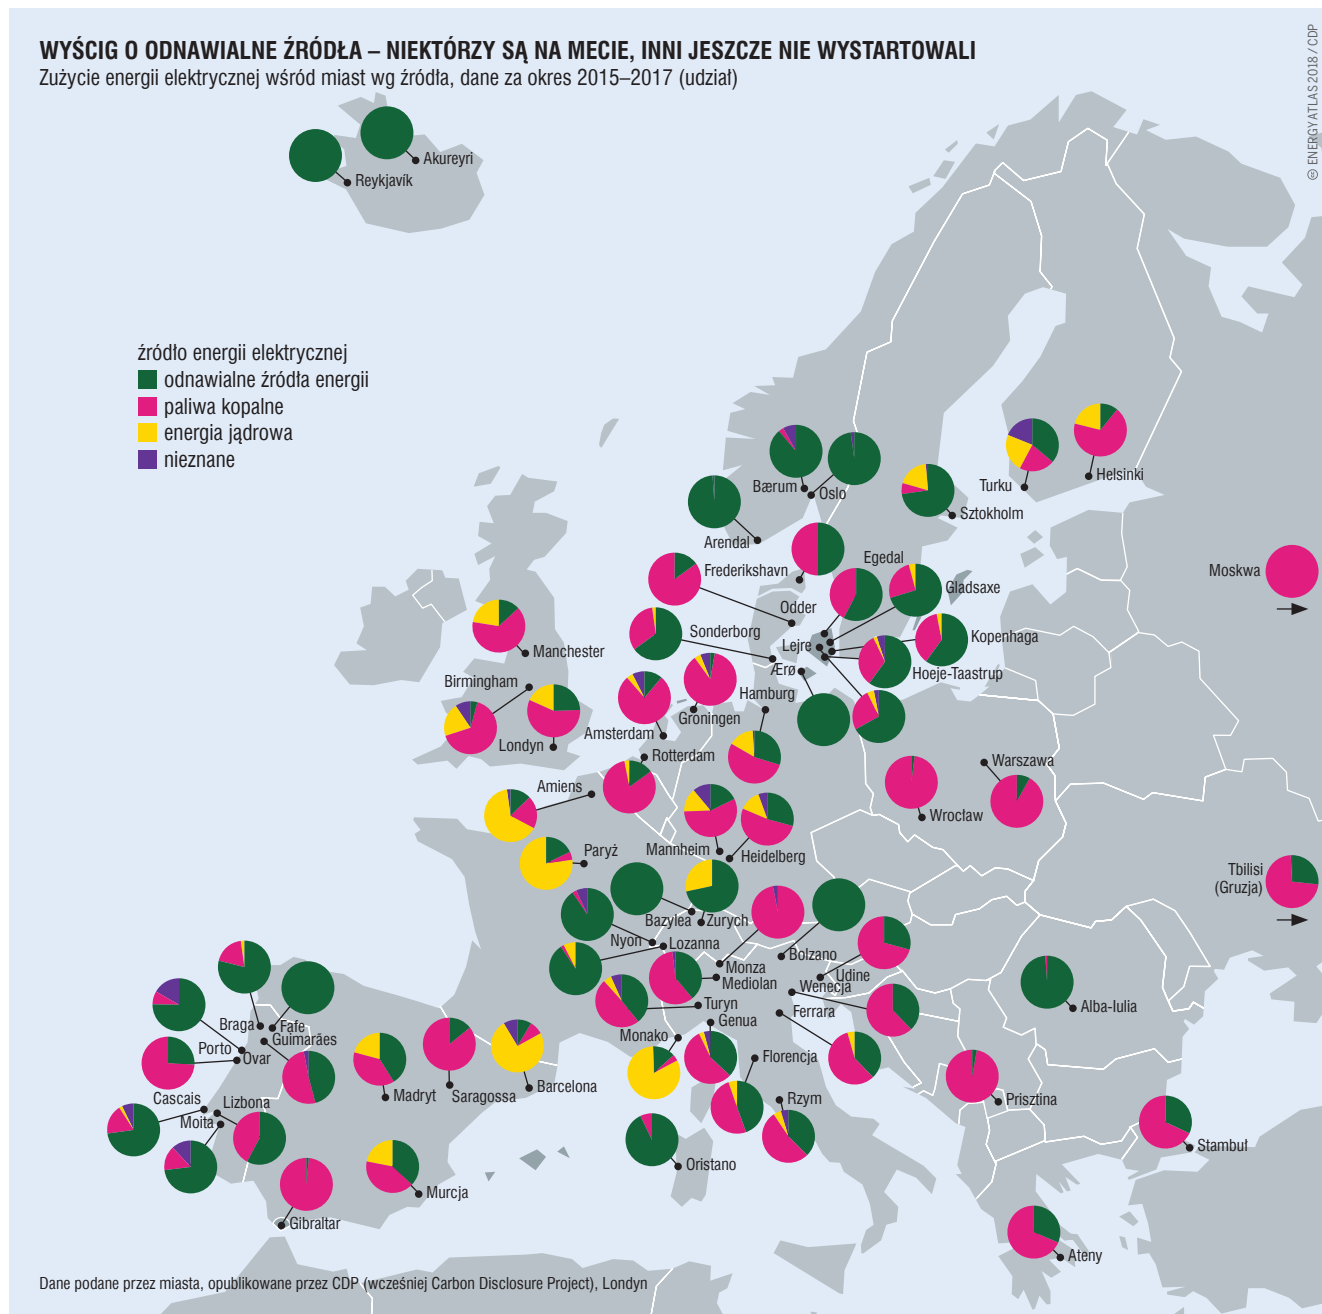 WYŚCIG O ODNAWIALNE ŹRÓDŁA – NIEKTÓRZY SĄ NA MECIE, INNI JESZCZE NIE WYSTARTOWALI
Zużycie energii elektrycznej wśród miast wg źródła, dane za okres 2015–2017 (udział)
© ENERGYATLAS 2018 / CDP
Akureyri
Reykjavík
źródło energii elektrycznej
odnawialne źródła energii
paliwa kopalne
energia jądrowa
nieznane
Bærum
Oslo
Turku
Helsinki
Sztokholm
Arendal
Frederikshavn
Egedal
Gladsaxe
Moskwa
Odder
Sonderborg
Kopenhaga
Lejre
Manchester
Ærø
Hoeje-Taastrup
Birmingham
Hamburg
Groningen
Amsterdam
Londyn
Rotterdam
Warszawa
Amiens
Wrocław
Paryż
Mannheim
Heidelberg
Tbilisi
(Gruzja)
Bazylea
Zurych
Nyon
Lozanna
Bolzano
Monza
Mediolan
Udine
Wenecja
Alba-Iulia
Turyn
Ferrara
Genua
Braga
Fafe
Guimarães
Porto
Ovar
Monako
Florencja
Madryt
Saragossa
Barcelona
Cascais
Lizbona
Moita
Rzym
Prisztina
Stambuł
Oristano
Murcja
Gibraltar
Ateny
Dane podane przez miasta, opublikowane przez CDP (wcześniej Carbon Disclosure Project), Londyn